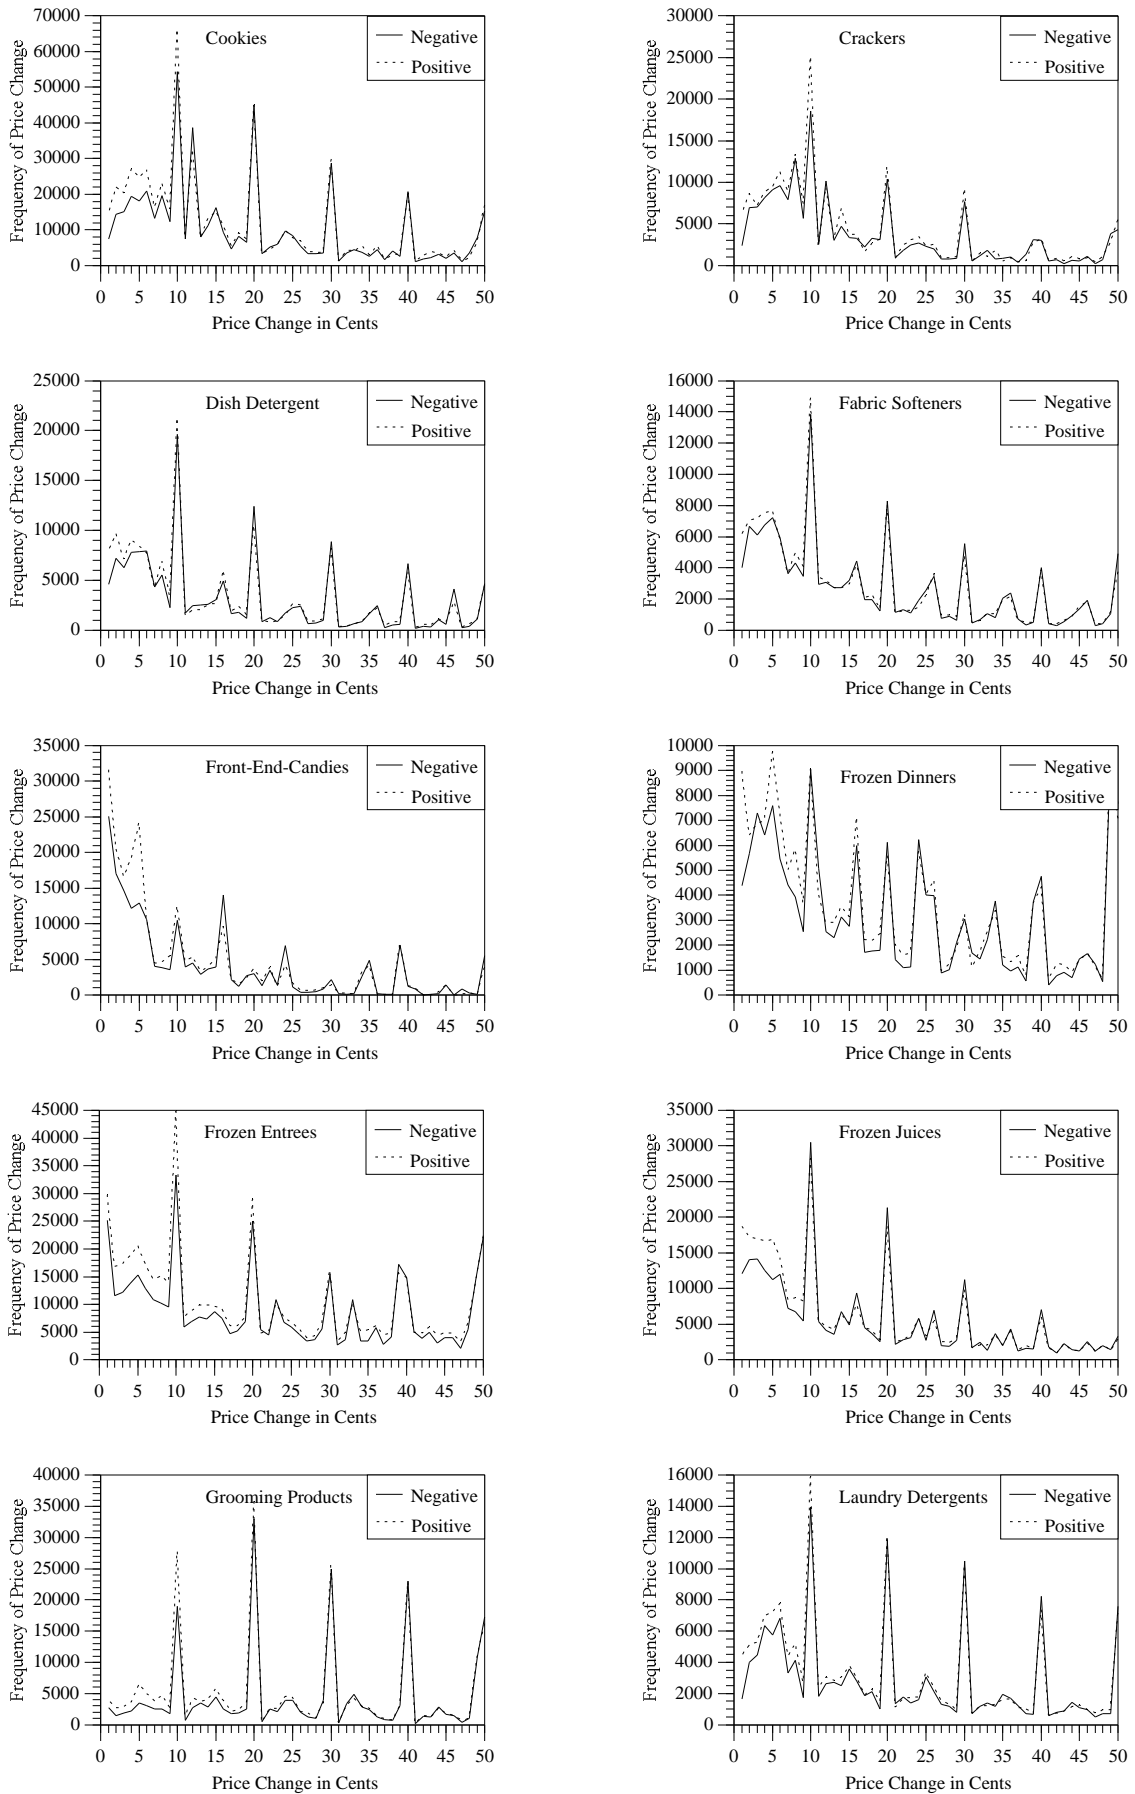 Cookies
Negative
Positive
Frequency of Price Change
70000
60000
50000
40000
30000
20000
10000
0
0 5 10 15 20 25 30 35 40 45 50
Price Change in Cents
Crackers
Negative
Positive
Frequency of Price Change
30000
25000
20000
15000
10000
5000
0
0 5 10 15 20 25 30 35 40 45 50
Price Change in Cents
Dish Detergent
Negative
Positive
Frequency of Price Change
25000
20000
15000
10000
5000
0
0 5 10 15 20 25 30 35 40 45 50
Price Change in Cents
Fabric Softeners
Negative
Positive
Frequency of Price Change
16000
14000
12000
10000
8000
6000
4000
2000
0
0 5 10 15 20 25 30 35 40 45 50
Price Change in Cents
Front-End-Candies
Negative
Positive
Frequency of Price Change
35000
30000
25000
20000
15000
10000
5000
0
0 5 10 15 20 25 30 35 40 45 50
Price Change in Cents
Frozen Dinners
Negative
Positive
Frequency of Price Change
10000
9000
8000
7000
6000
5000
4000
3000
2000
1000
0
0 5 10 15 20 25 30 35 40 45 50
Price Change in Cents
Frozen Entrees
Negative
Positive
Frequency of Price Change
45000
40000
35000
30000
25000
20000
15000
10000
5000
0
0 5 10 15 20 25 30 35 40 45 50
Price Change in Cents
Frozen Juices
Negative
Positive
Frequency of Price Change
35000
30000
25000
20000
15000
10000
5000
0
0 5 10 15 20 25 30 35 40 45 50
Price Change in Cents
Grooming Products
Negative
Positive
Frequency of Price Change
40000
35000
30000
25000
20000
15000
10000
5000
0
0 5 10 15 20 25 30 35 40 45 50
Price Change in Cents
Laundry Detergents
Negative
Positive
Frequency of Price Change
16000
14000
12000
10000
8000
6000
4000
2000
0
0 5 10 15 20 25 30 35 40 45 50
Price Change in Cents